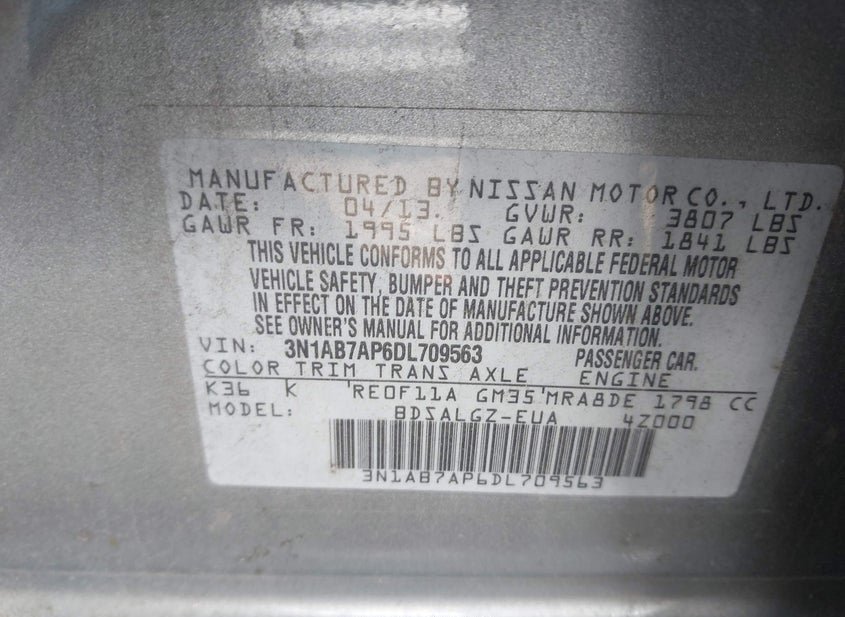 MANUFACTURED BY NISSAN MOTOR CO., LTD.
DATE: 04/13. GVWR: 3807 LBS
GAWR FR: 1995 LBS GAWR RR: 1841 LBS
THIS VEHICLE CONFORMS TO ALL APPLICABLE FEDERAL MOTOR
VEHICLE SAFETY, BUMPER AND THEFT PREVENTION STANDARDS
IN EFFECT ON THE DATE OF MANUFACTURE SHOWN ABOVE.
SEE OWNER'S MANUAL FOR ADDITIONAL INFORMATION.
VIN: 3N1AB7AP6DL709563 PASSENGER CAR.
COLOR TRIM TRANS AXLE ENGINE
K36 K 'RE0F11A GM35'MRA8DE 1798 CC
MODEL: BDSALGZ-EUA 4Z000
3N1AB7AP6DL709563